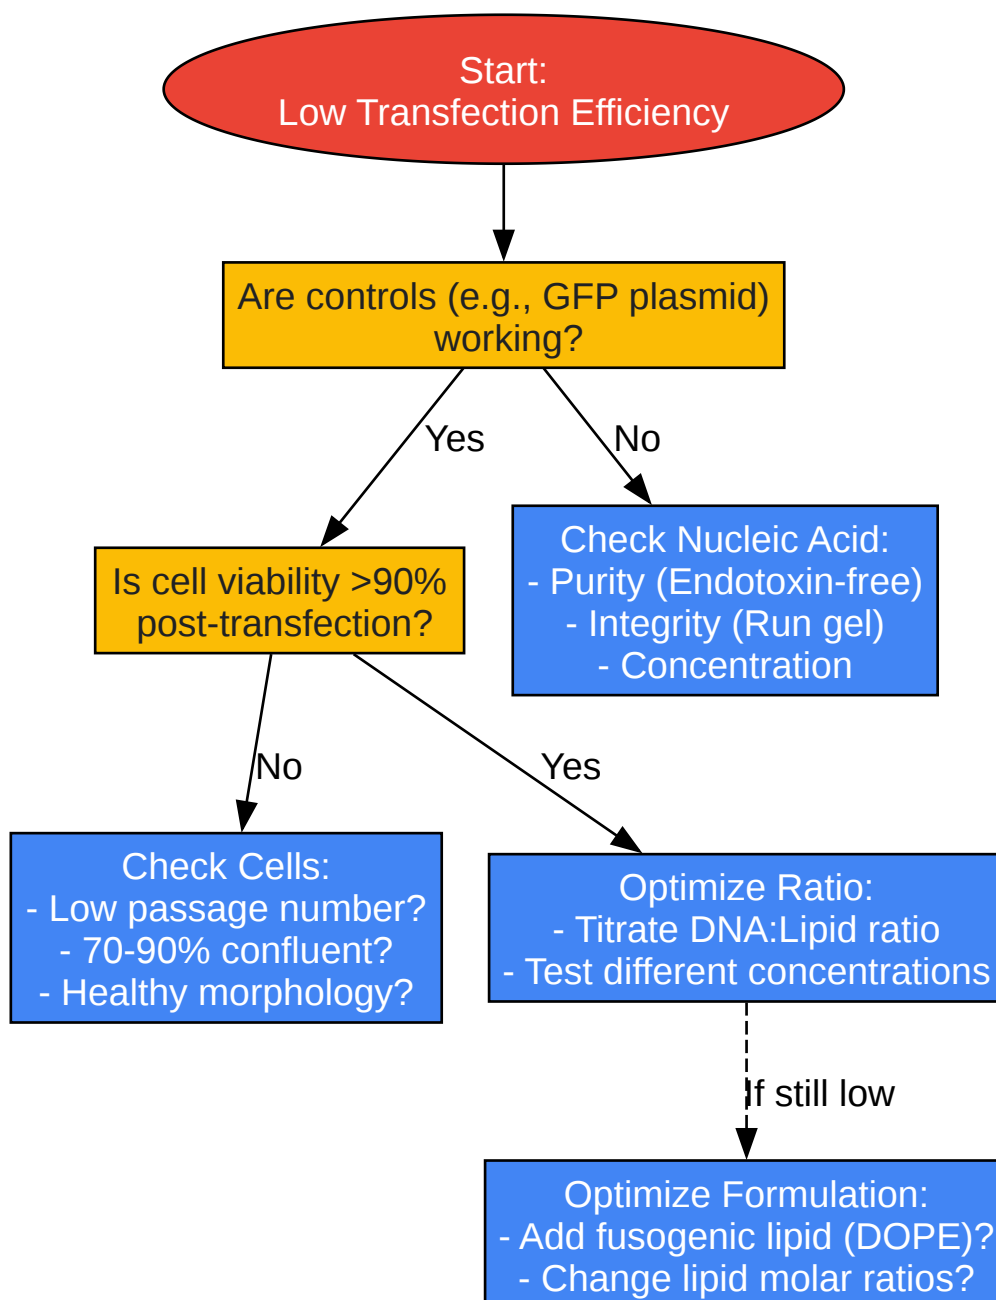 Start:
Low Transfection Efficiency
Are controls (e.g., GFP plasmid)
working?
Yes
No
Check Nucleic Acid:
- Purity (Endotoxin-free)
- Integrity (Run gel)
- Concentration
Is cell viability >90%
post-transfection?
No
Yes
Check Cells:
- Low passage number?
- 70-90% confluent?
- Healthy morphology?
Optimize Ratio:
- Titrate DNA:Lipid ratio
- Test different concentrations
If still low
Optimize Formulation:
- Add fusogenic lipid (DOPE)?
- Change lipid molar ratios?